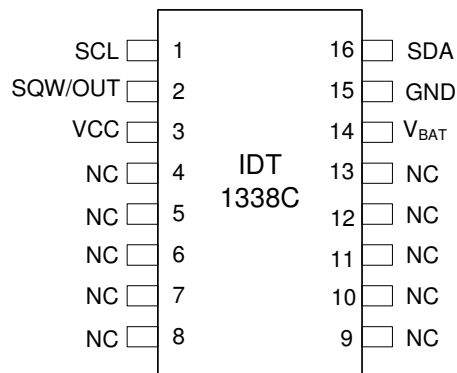 SCL 1 16 SDA
SQW/OUT 2 15 GND
VCC 3 14 VBAT
NC 4 IDT 13 NC
1338C
NC 5 12 NC
NC 6 11 NC
NC 7 10 NC
NC 8 9 NC